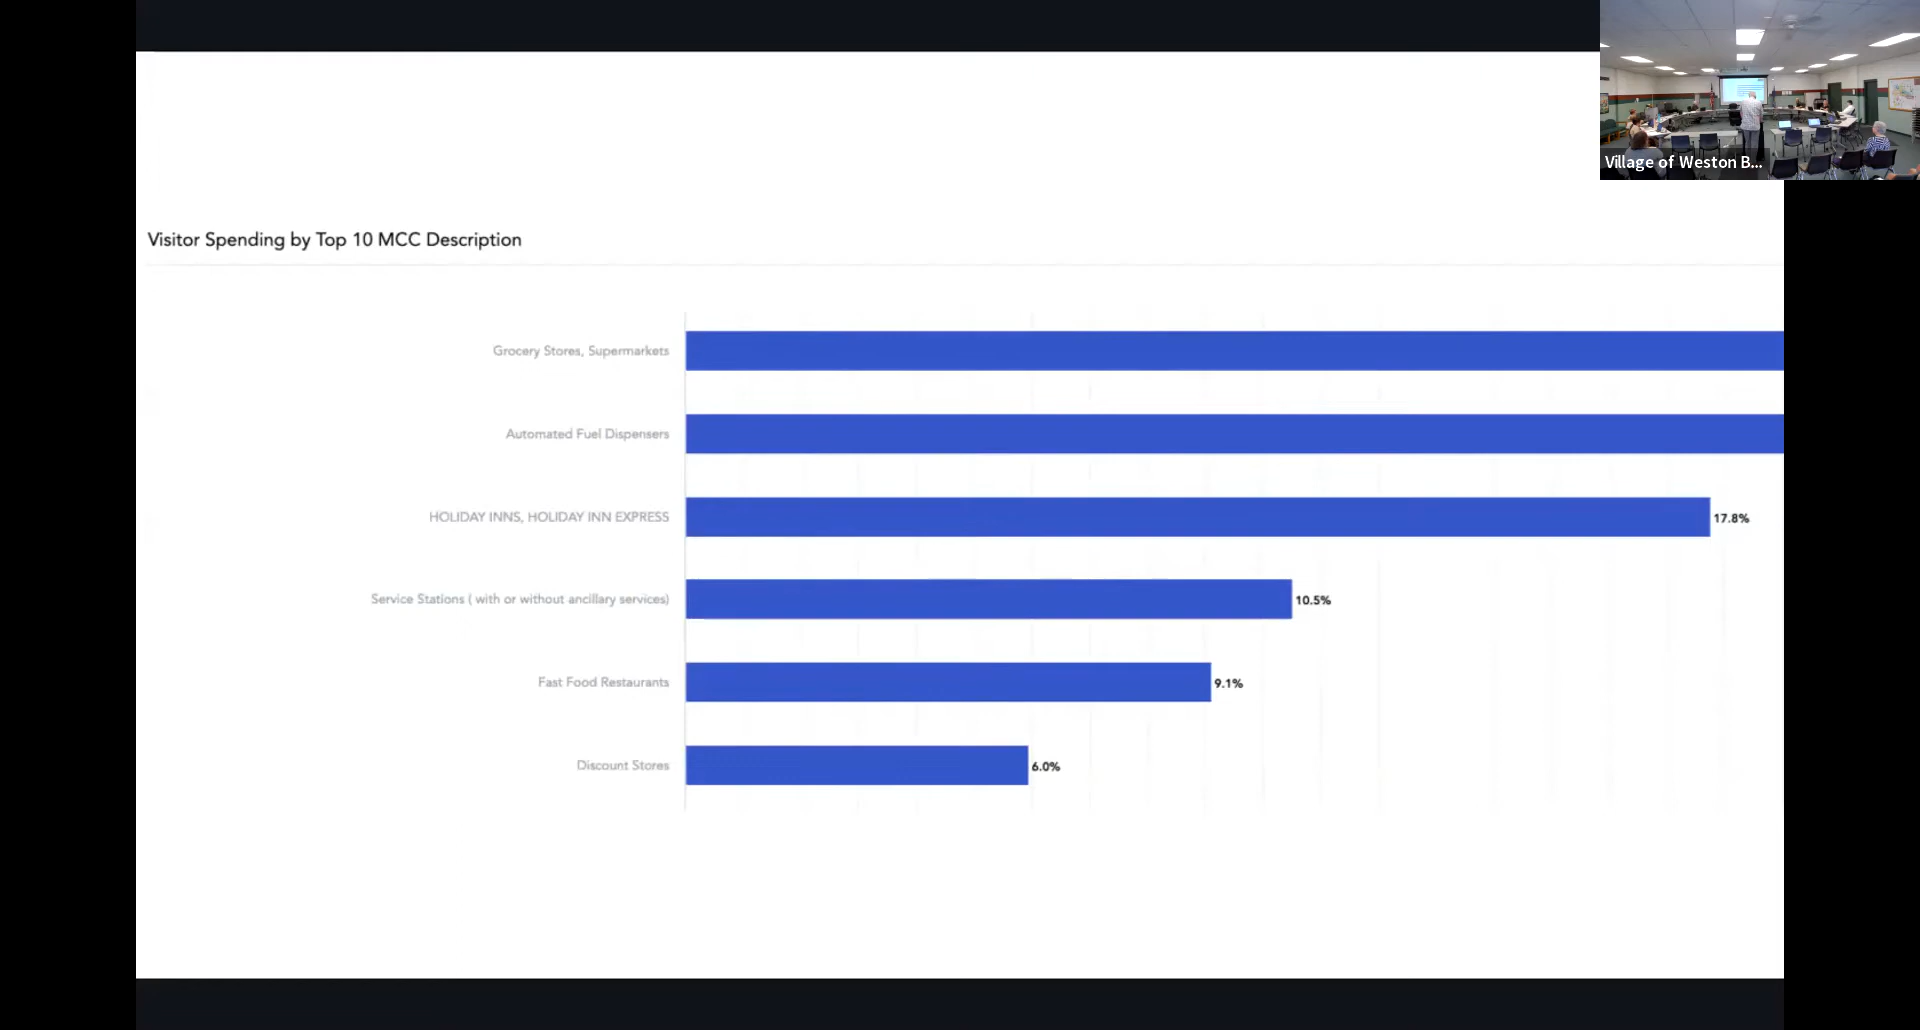 Village of Weston B...
Visitor Spending by Top 10 MCC Description
Grocery Stores, Supermarkets
Automated Fuel Dispensers
HOLIDAY INNS, HOLIDAY INN EXPRESS
17.8%
Service Stations ( with or without ancillary services)
10.5%
Fast Food Restaurants
9.1%
Discount Stores
6.0%